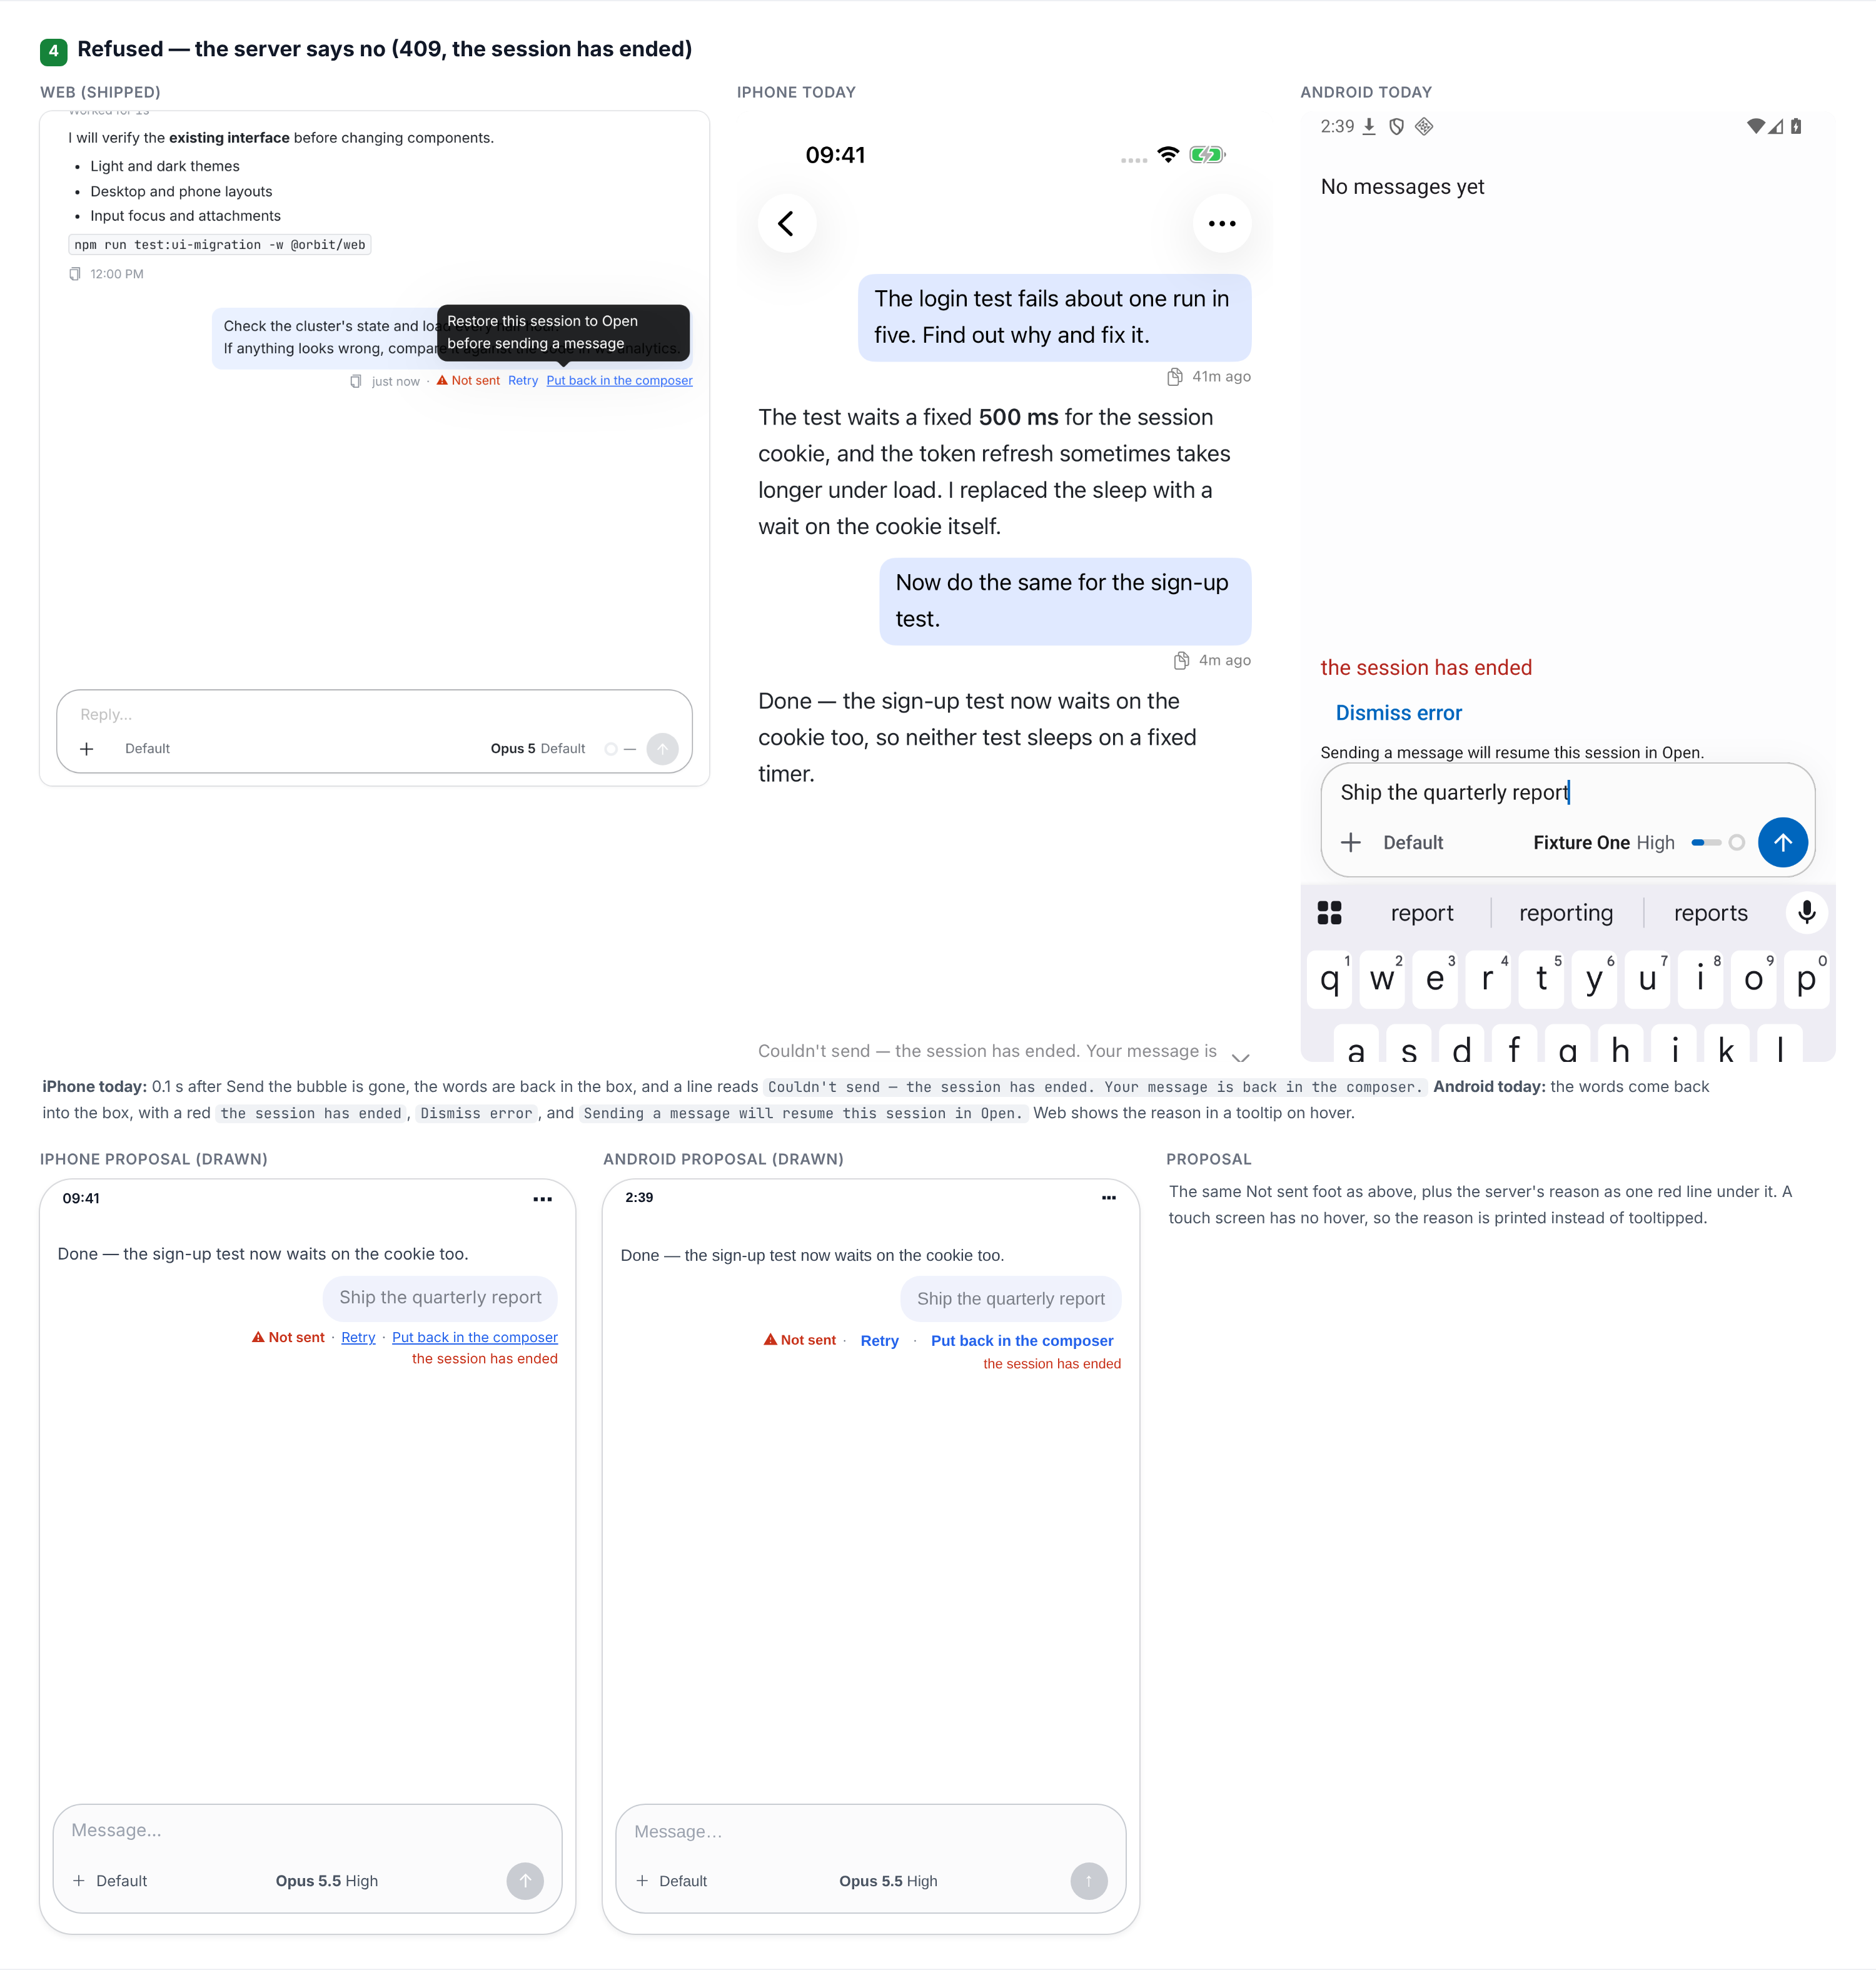 4 Refused — the server says no (409, the session has ended)
WEB (SHIPPED)
Worked for 1s
I will verify the existing interface before changing components.
• Light and dark themes
• Desktop and phone layouts
• Input focus and attachments
npm run test:ui-migration -w @orbit/web
12:00 PM
Check the cluster's state and load
If anything looks wrong, compare
Restore this session to Open
before sending a message
just now · Not sent Retry Put back in the composer
Reply...
Default Opus 5 Default —
IPHONE TODAY
09:41
The login test fails about one run in
five. Find out why and fix it.
41m ago
The test waits a fixed 500 ms for the session
cookie, and the token refresh sometimes takes
longer under load. I replaced the sleep with a
wait on the cookie itself.
Now do the same for the sign-up
test.
4m ago
Done — the sign-up test now waits on the
cookie too, so neither test sleeps on a fixed
timer.
Couldn't send — the session has ended. Your message is
ANDROID TODAY
2:39
No messages yet
the session has ended
Dismiss error
Sending a message will resume this session in Open.
Ship the quarterly report
Default Fixture One High
report reporting reports
q1 w2 e3 r4 t5 y6 u7 i8 o9 p0
a s d f g h j k l
iPhone today: 0.1 s after Send the bubble is gone, the words are back in the box, and a line reads Couldn't send — the session has ended. Your message is back in the composer. Android today: the words come back
into the box, with a red the session has ended, Dismiss error, and Sending a message will resume this session in Open. Web shows the reason in a tooltip on hover.
IPHONE PROPOSAL (DRAWN)
09:41
Done — the sign-up test now waits on the cookie too.
Ship the quarterly report
Not sent · Retry · Put back in the composer
the session has ended
Message...
+ Default Opus 5.5 High
ANDROID PROPOSAL (DRAWN)
2:39
Done — the sign-up test now waits on the cookie too.
Ship the quarterly report
Not sent · Retry · Put back in the composer
the session has ended
Message...
+ Default Opus 5.5 High
PROPOSAL
The same Not sent foot as above, plus the server's reason as one red line under it. A
touch screen has no hover, so the reason is printed instead of tooltipped.